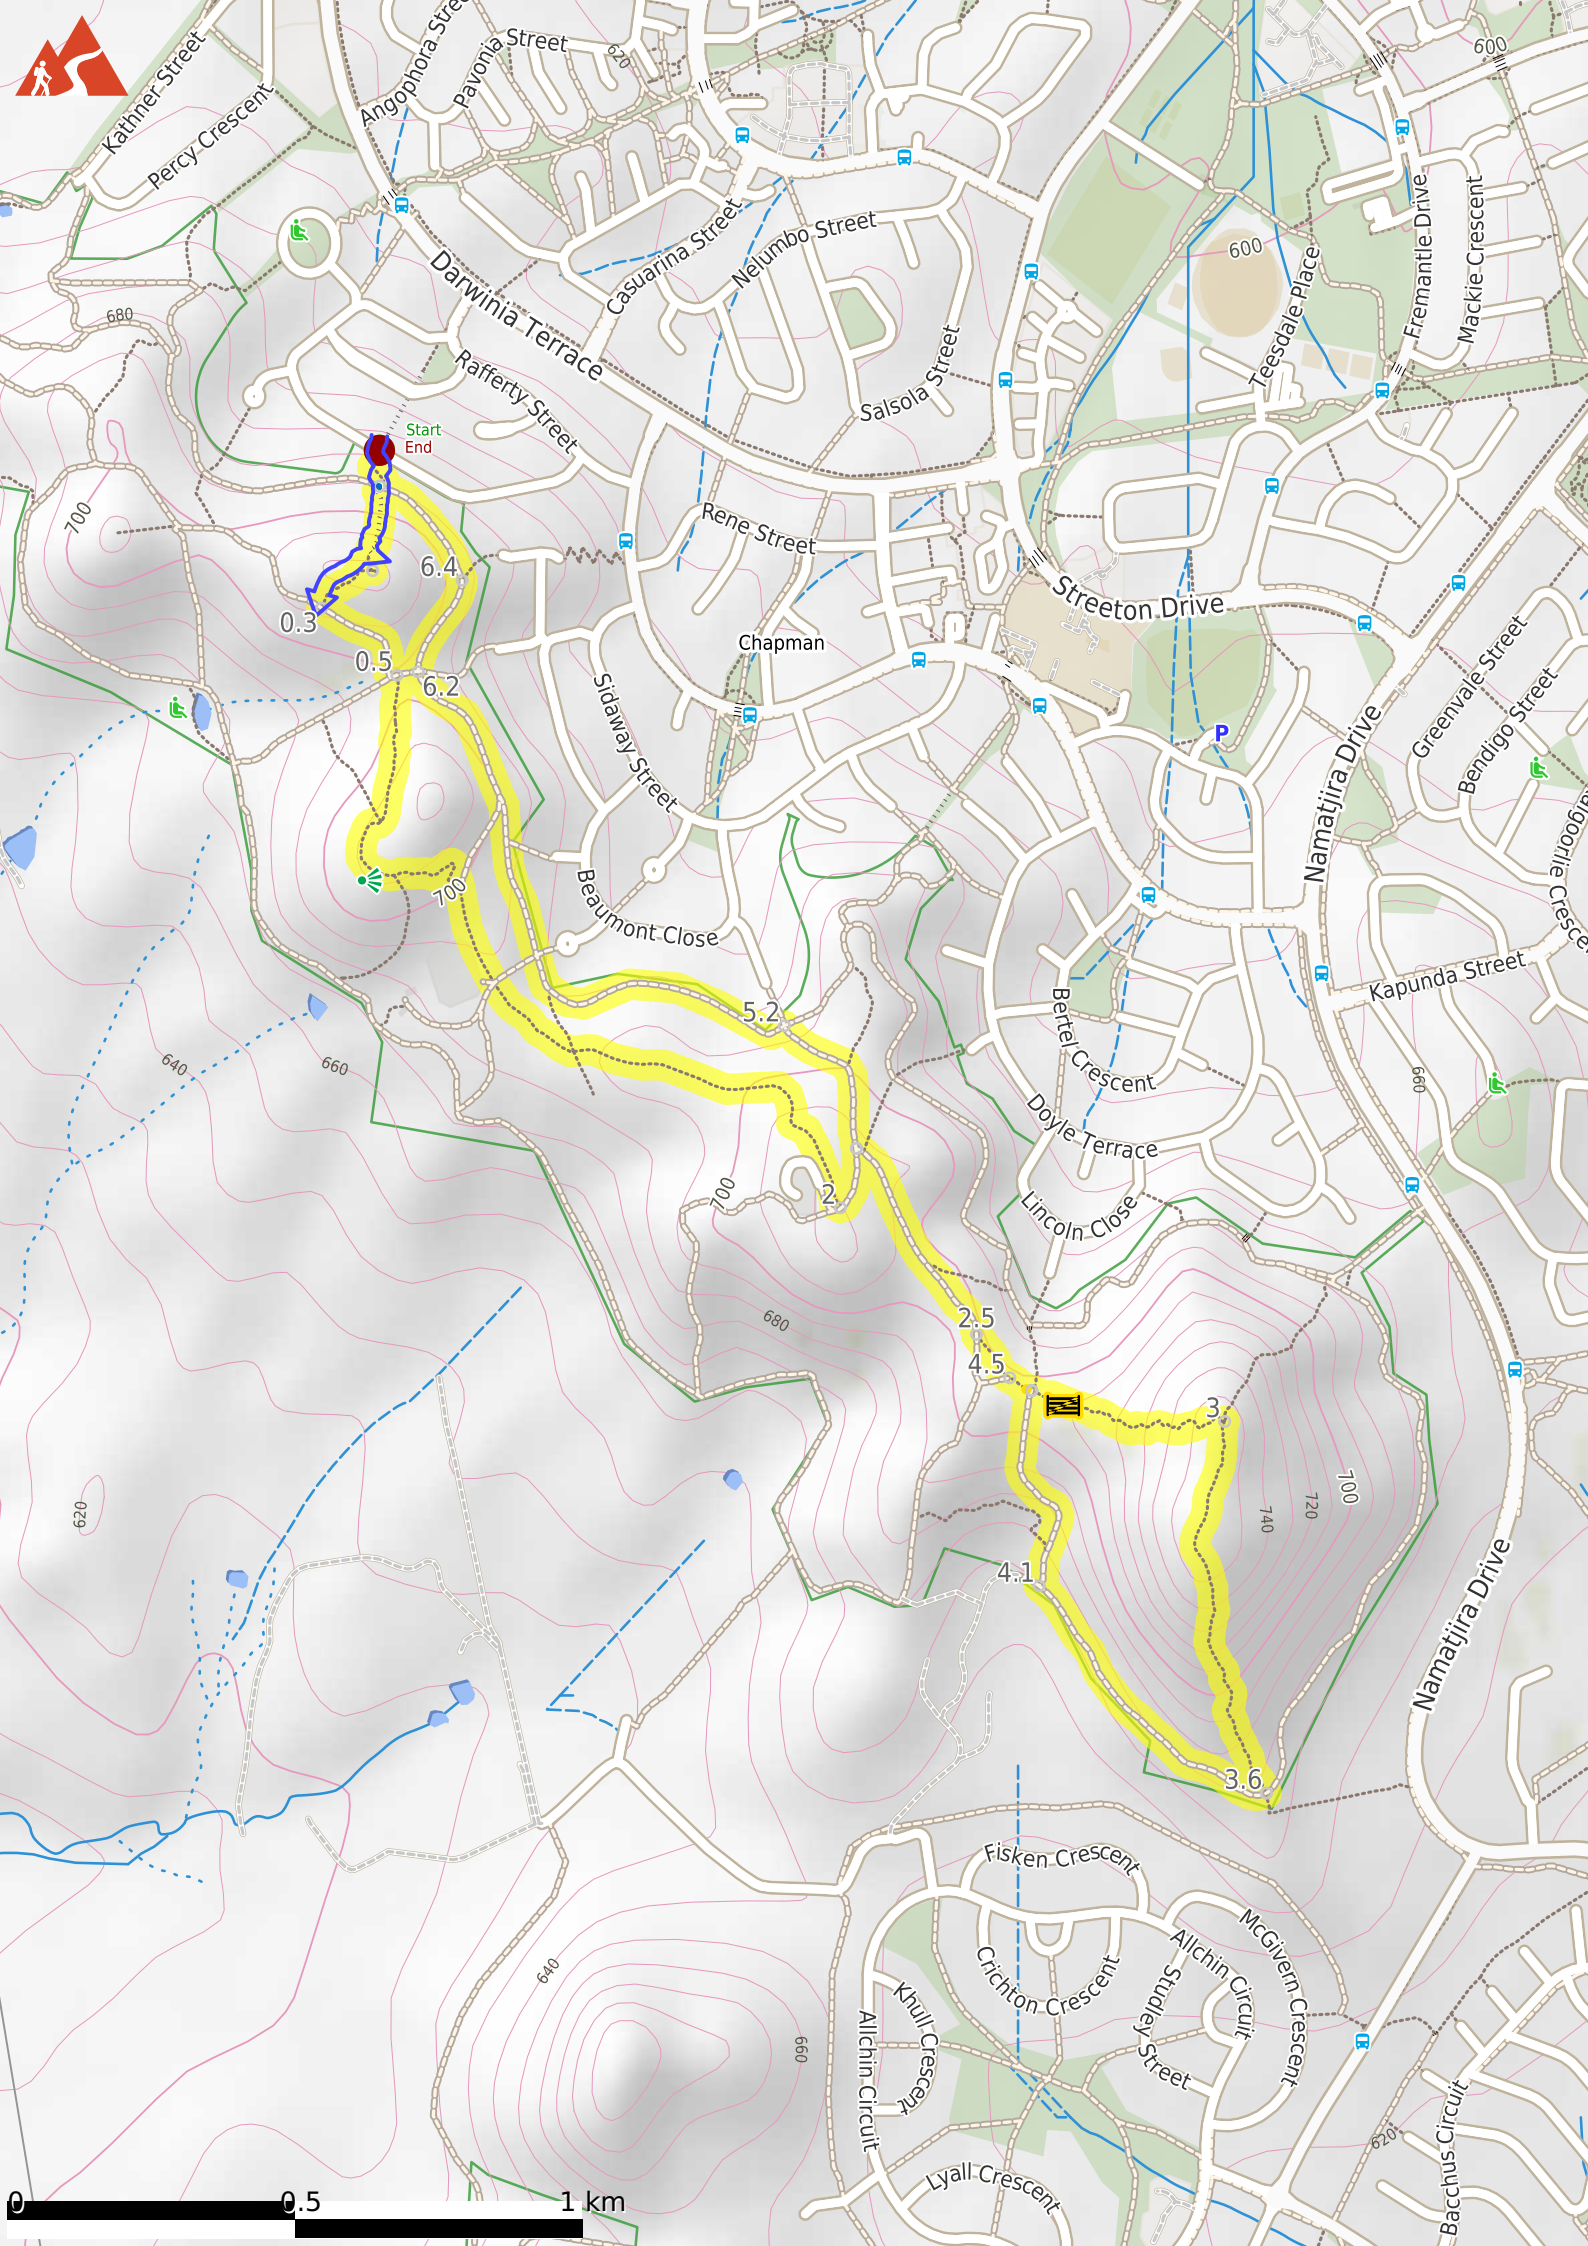 Kathner Street
Percy Crescent
Angophora Stree
Pavonia Street
620
600
Darwinia Terrace
Casuarina Street
Nelumbo Street
600
Teesdale Place
Fremantle Drive
Mackie Crescent
680
Rafferty Street
Salsola Street
Start
End
700
Rene Street
6.4
0.3
Streeton Drive
Chapman
0.5
6.2
Sidaway Street
P
Greenvale Street
Bendigo Street
Namatjira Drive
Kalgoorlie Crescen
700
Beaumont Close
Kapunda Street
5.2
Bertel Crescent
640
660
660
Doyle Terrace
2
700
Lincoln Close
2.5
680
4.5
3
700
720
740
620
4.1
Namatjira Drive
3.6
Fisken Crescent
McGivern Crescent
Allchin Circuit
Crichton Crescent
Studley Street
640
Khull Crescent
Allchin Circuit
660
Bacchus Circuit
620
Lyall Crescent
0 0.5 1 km